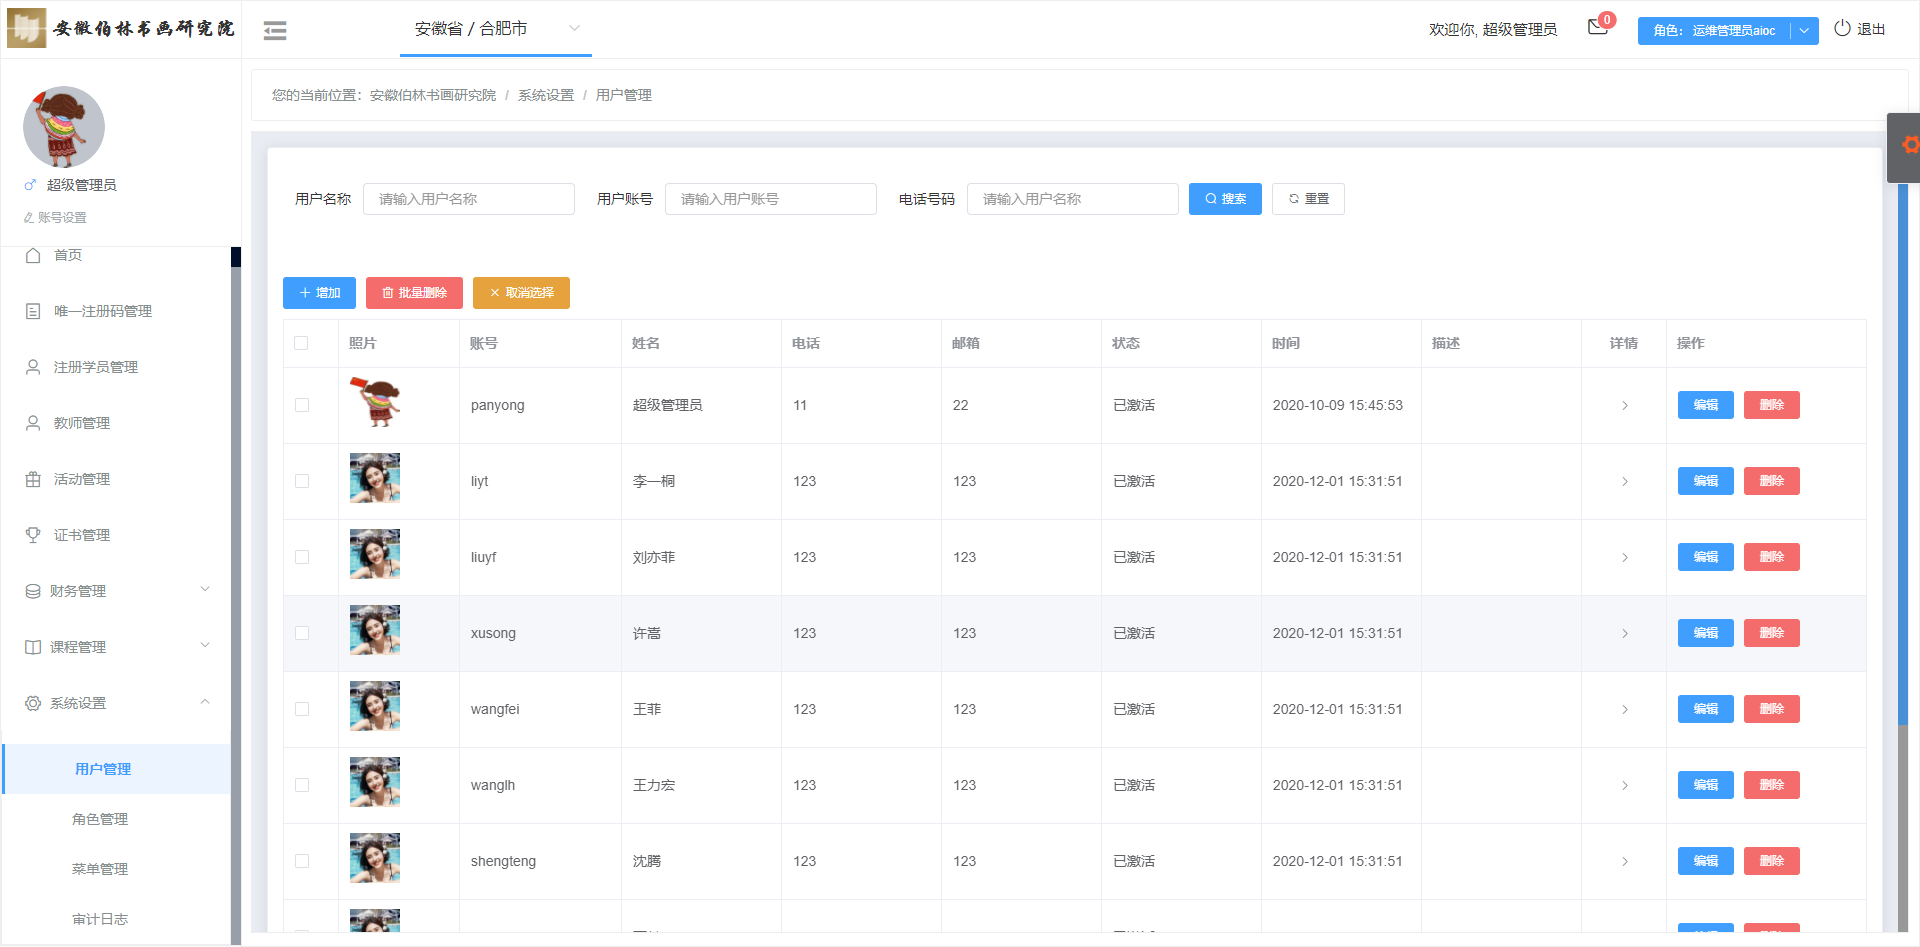 安徽伯林书画研究院
安徽省 / 合肥市
欢迎你, 超级管理员
0
角色： 运维管理员aioc
退出
超级管理员
账号设置
首页
唯一注册码管理
注册学员管理
教师管理
活动管理
证书管理
财务管理
课程管理
系统设置
用户管理
角色管理
菜单管理
审计日志
您的当前位置： 安徽伯林书画研究院 / 系统设置 / 用户管理
用户名称 请输入用户名称 用户账号 请输入用户账号 电话号码 请输入用户名称 搜索 重置
增加 批量删除 取消选择
照片 账号 姓名 电话 邮箱 状态 时间 描述 详情 操作
panyong 超级管理员 11 22 已激活 2020-10-09 15:45:53 编辑 删除
liyt 李一桐 123 123 已激活 2020-12-01 15:31:51 编辑 删除
liuyf 刘亦菲 123 123 已激活 2020-12-01 15:31:51 编辑 删除
xusong 许嵩 123 123 已激活 2020-12-01 15:31:51 编辑 删除
wangfei 王菲 123 123 已激活 2020-12-01 15:31:51 编辑 删除
wanglh 王力宏 123 123 已激活 2020-12-01 15:31:51 编辑 删除
shengteng 沈腾 123 123 已激活 2020-12-01 15:31:51 编辑 删除